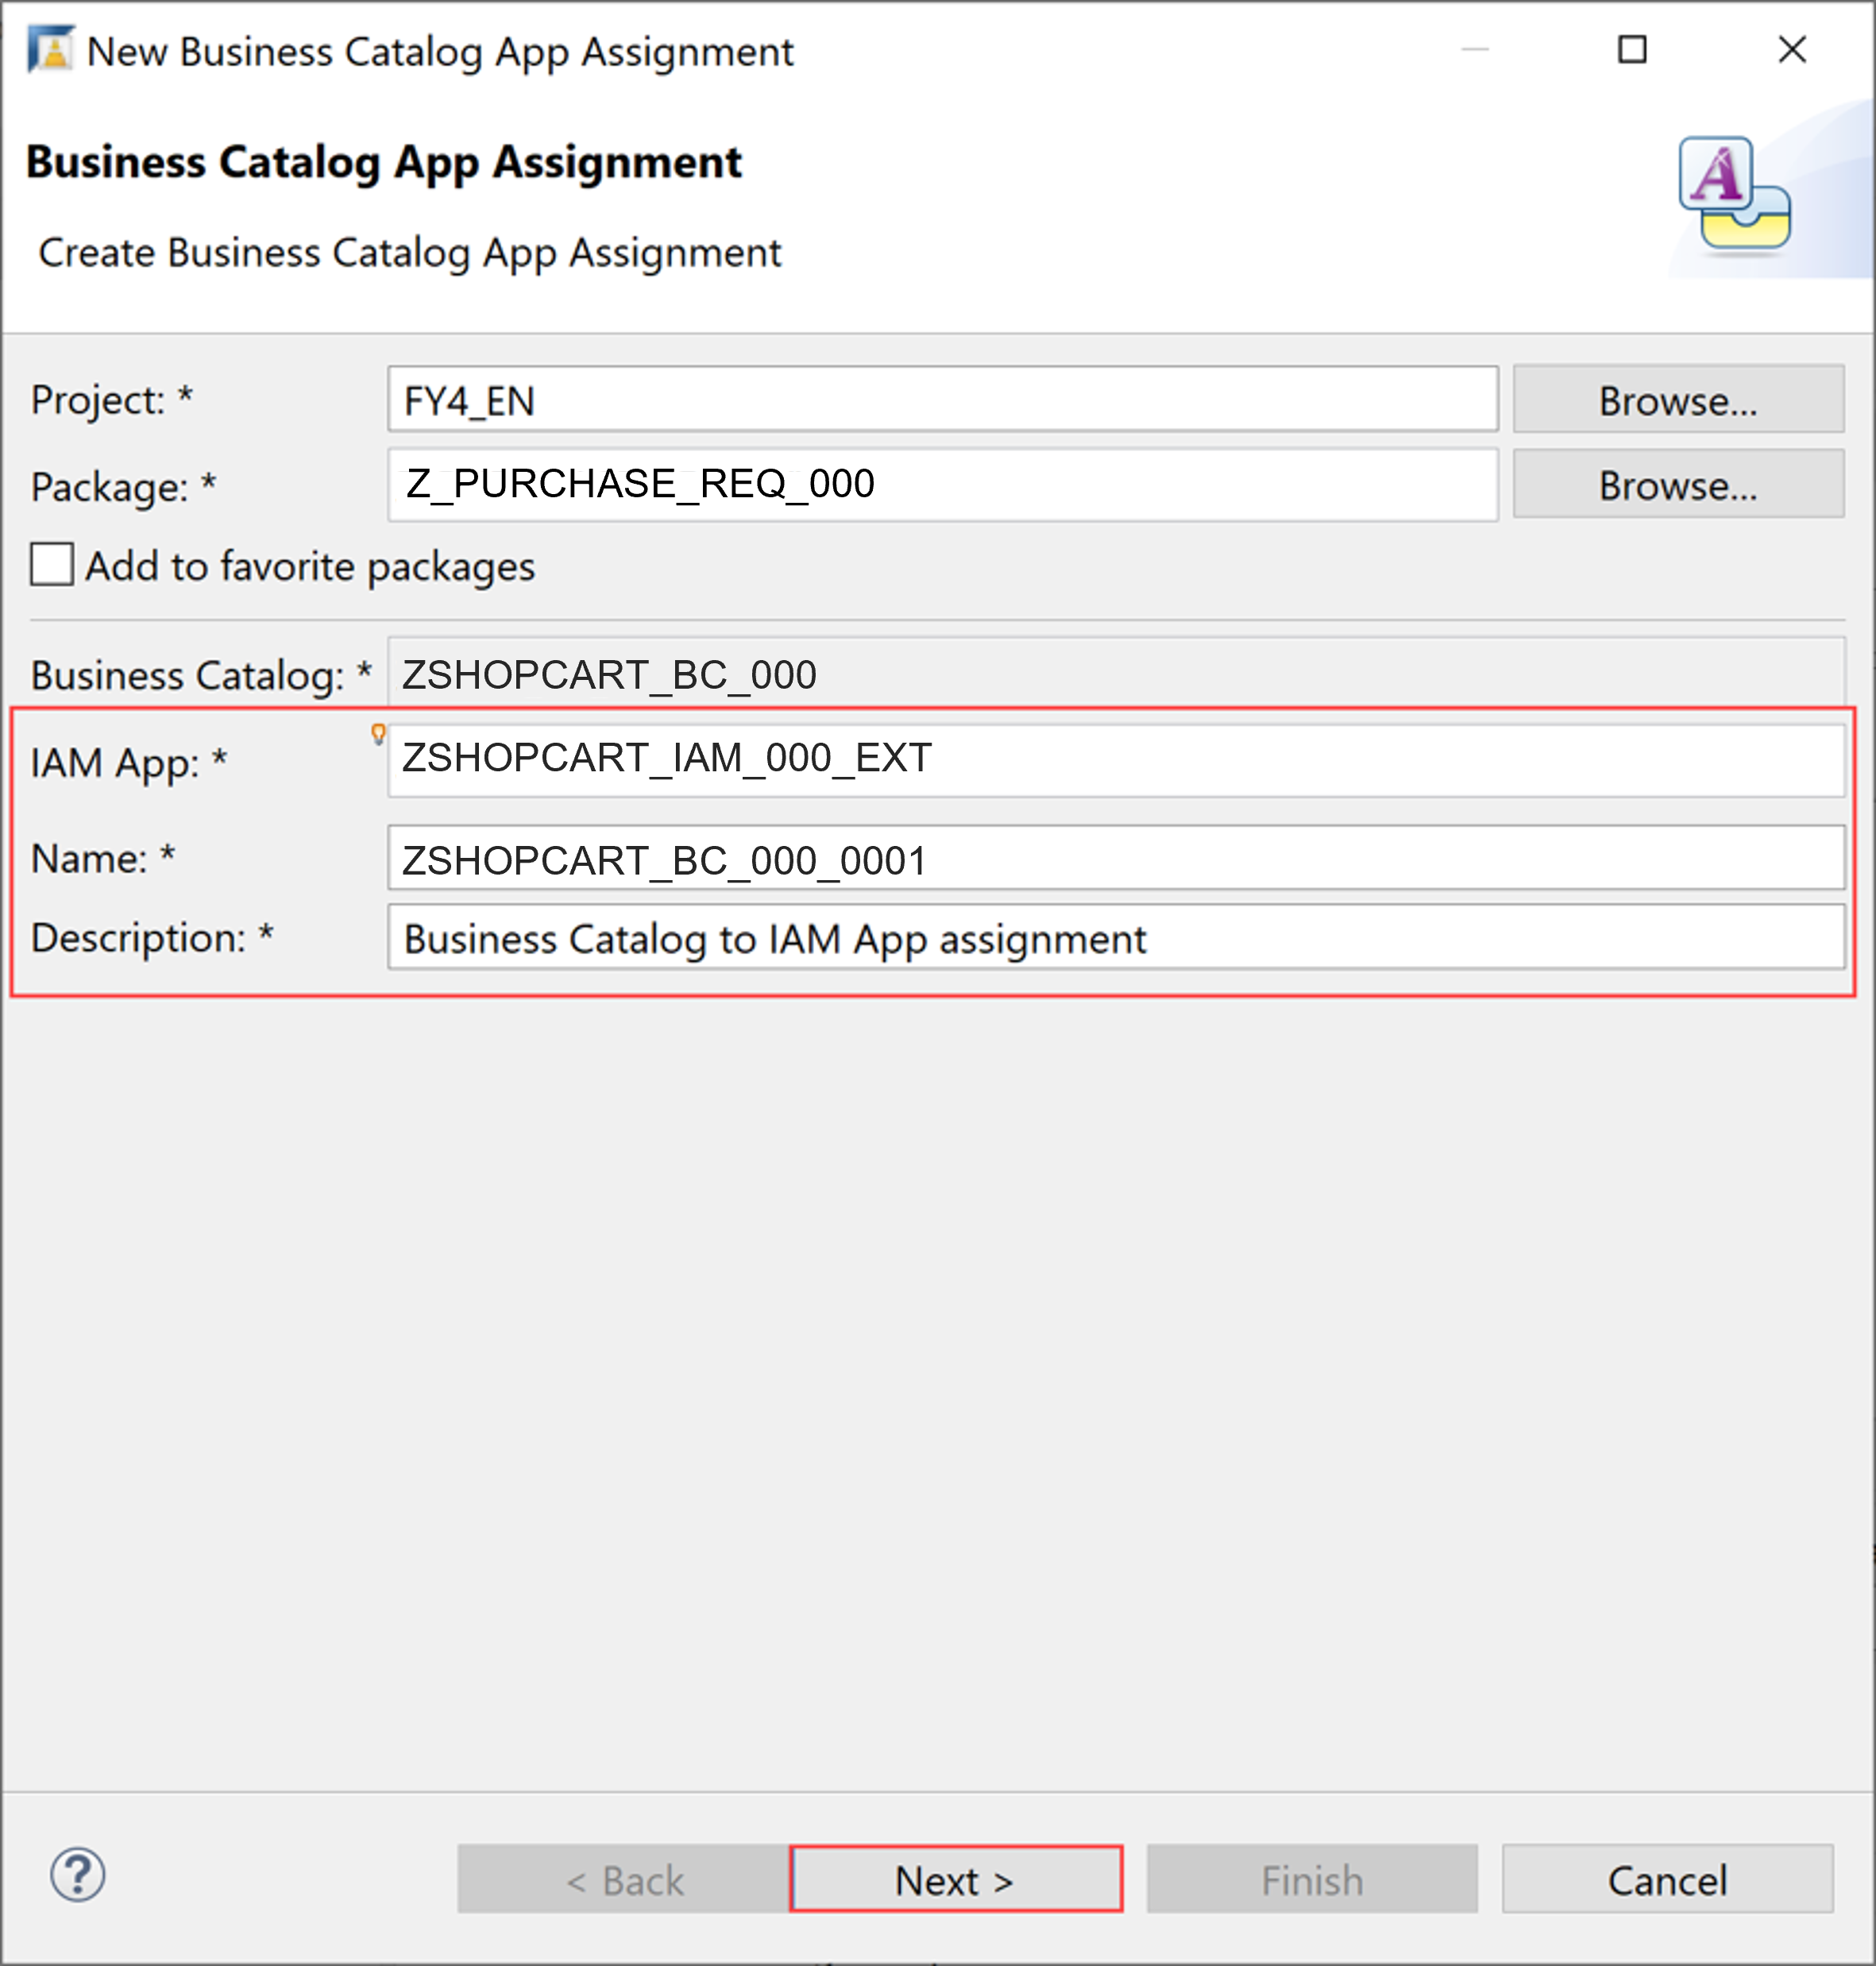 New Business Catalog App Assignment
Business Catalog App Assignment
A
Create Business Catalog App Assignment
Project: * FY4_EN Browse...
Package: * Z_PURCHASE_REQ_000 Browse...
Add to favorite packages
Business Catalog: * ZSHOPCART_BC_000
IAM App: * ZSHOPCART_IAM_000_EXT
Name: * ZSHOPCART_BC_000_0001
Description: * Business Catalog to IAM App assignment
? < Back Next > Finish Cancel